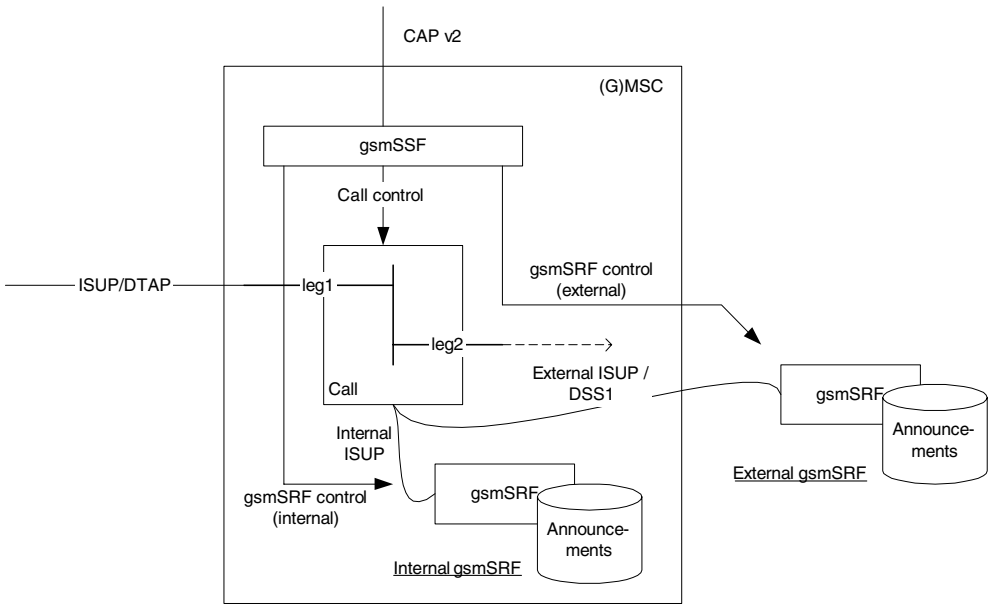 CAP v2
(G)MSC
gsmSSF
Call control
gsmSRF control
(external)
ISUP/DTAP
leg1
leg2
External ISUP /
DSS1
Call
gsmSRF
Announce-
ments
External gsmSRF
Internal
ISUP
gsmSRF control
(internal)
gsmSRF
Announce-
ments
Internal gsmSRF